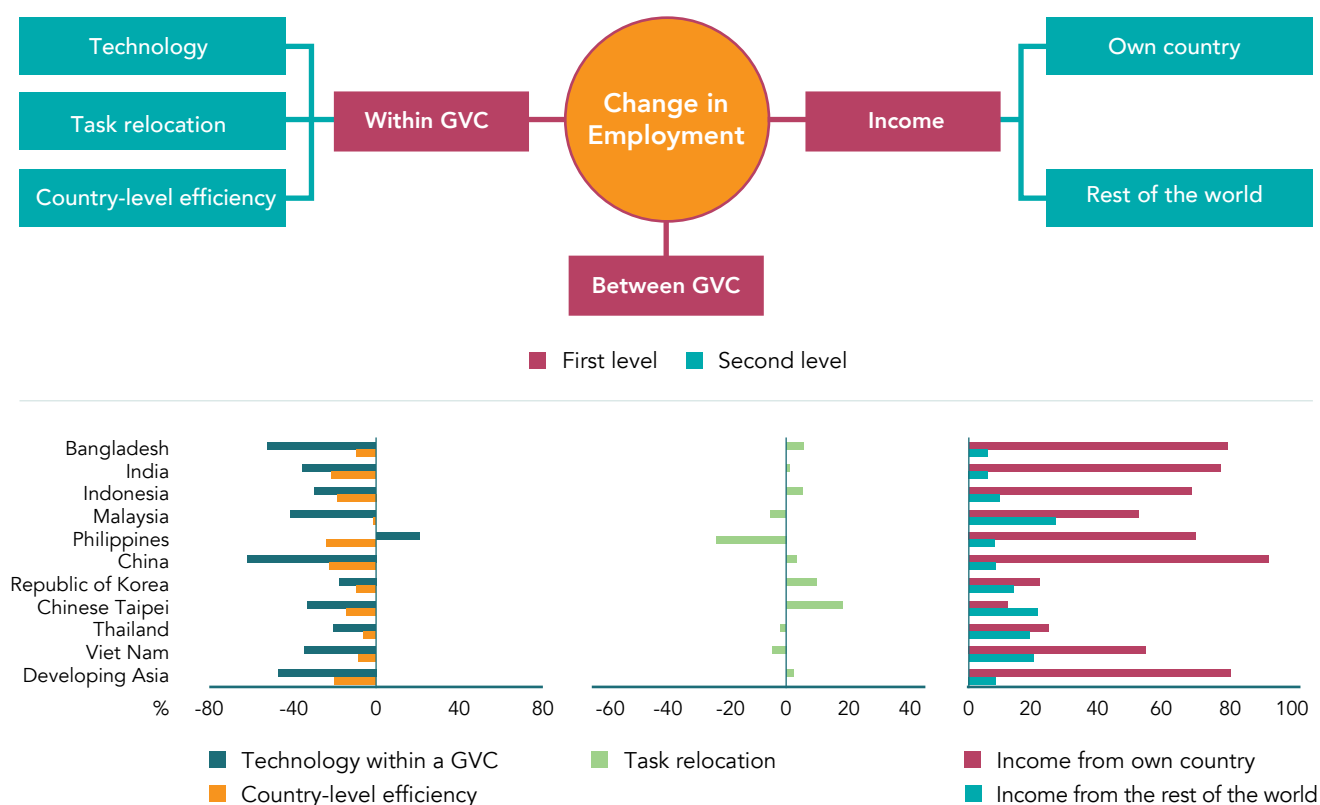 Technology
Task relocation
Country-level efficiency
Within GVC
Change in
Employment
Income
Own country
Rest of the world
Between GVC
First level
Second level
Bangladesh
India
Indonesia
Malaysia
Philippines
China
Republic of Korea
Chinese Taipei
Thailand
Viet Nam
Developing Asia
% -80 -40 0 40 80
-60 -40 -20 0 20 40
0 20 40 60 80 100
Technology within a GVC
Country-level efficiency
Task relocation
Income from own country
Income from the rest of the world